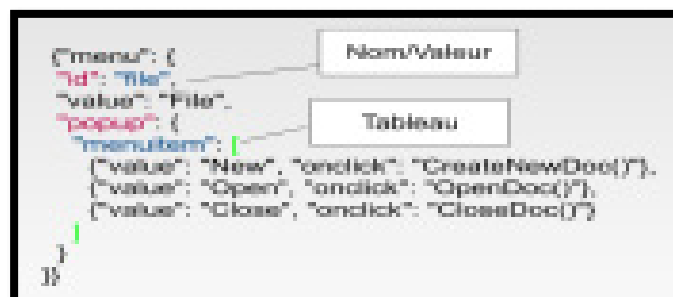 {"menu": {
Nom/Valeur
"id": "file",
"value": "File",
"popup": {
Tableau
"menuitem": [
{"value": "New", "onclick": "CreateNewDoc()"},
{"value": "Open", "onclick": "OpenDoc()"},
{"value": "Close", "onclick": "CloseDoc()"}
]
}
}}